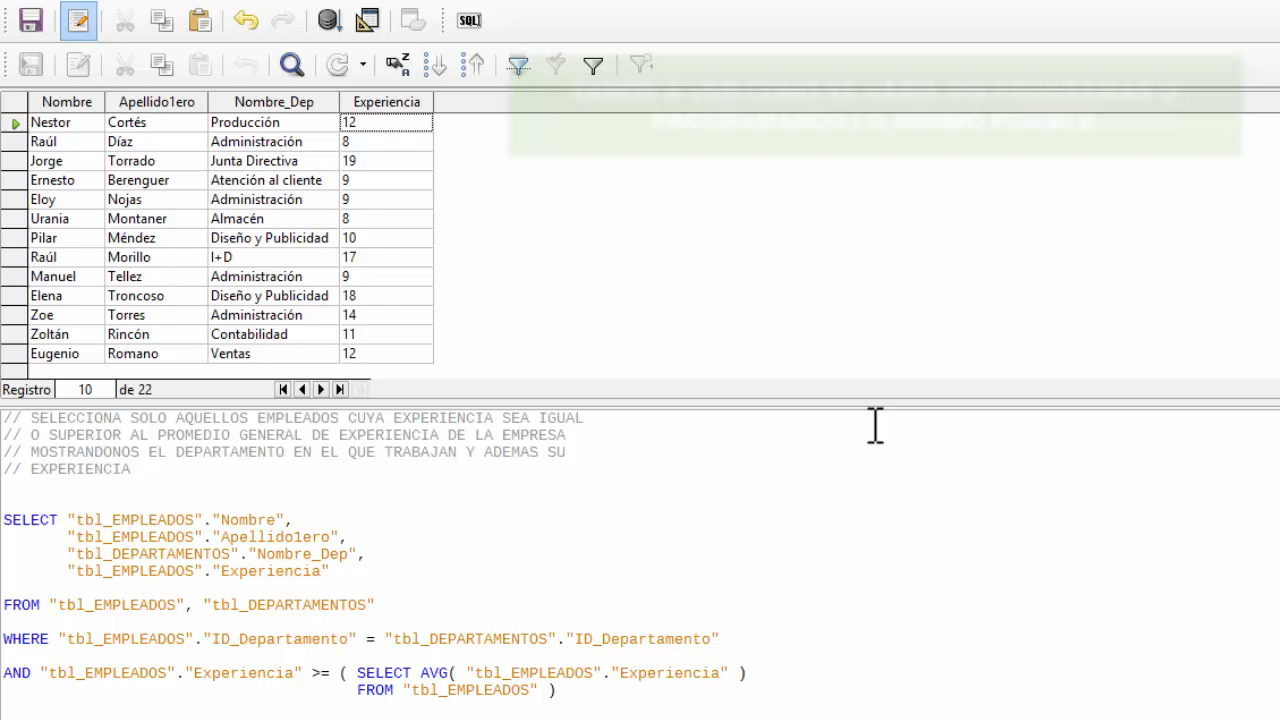 SQL
Nombre Apellido1ero Nombre_Dep Experiencia
Nestor Cortés Producción 12
Raúl Díaz Administración 8
Jorge Torrado Junta Directiva 19
Ernesto Berenguer Atención al cliente 9
Eloy Nojas Administración 9
Urania Montaner Almacén 8
Pilar Méndez Diseño y Publicidad 10
Raúl Morillo I+D 17
Manuel Tellez Administración 9
Elena Troncoso Diseño y Publicidad 18
Zoe Torres Administración 14
Zoltán Rincón Contabilidad 11
Eugenio Romano Ventas 12
Registro 10 de 22
// SELECCIONA SOLO AQUELLOS EMPLEADOS CUYA EXPERIENCIA SEA IGUAL
// O SUPERIOR AL PROMEDIO GENERAL DE EXPERIENCIA DE LA EMPRESA
// MOSTRANDONOS EL DEPARTAMENTO EN EL QUE TRABAJAN Y ADEMAS SU
// EXPERIENCIA
SELECT "tbl_EMPLEADOS"."Nombre",
"tbl_EMPLEADOS"."Apellido1ero",
"tbl_DEPARTAMENTOS"."Nombre_Dep",
"tbl_EMPLEADOS"."Experiencia"
FROM "tbl_EMPLEADOS", "tbl_DEPARTAMENTOS"
WHERE "tbl_EMPLEADOS"."ID_Departamento" = "tbl_DEPARTAMENTOS"."ID_Departamento"
AND "tbl_EMPLEADOS"."Experiencia" >= ( SELECT AVG( "tbl_EMPLEADOS"."Experiencia" )
FROM "tbl_EMPLEADOS" )